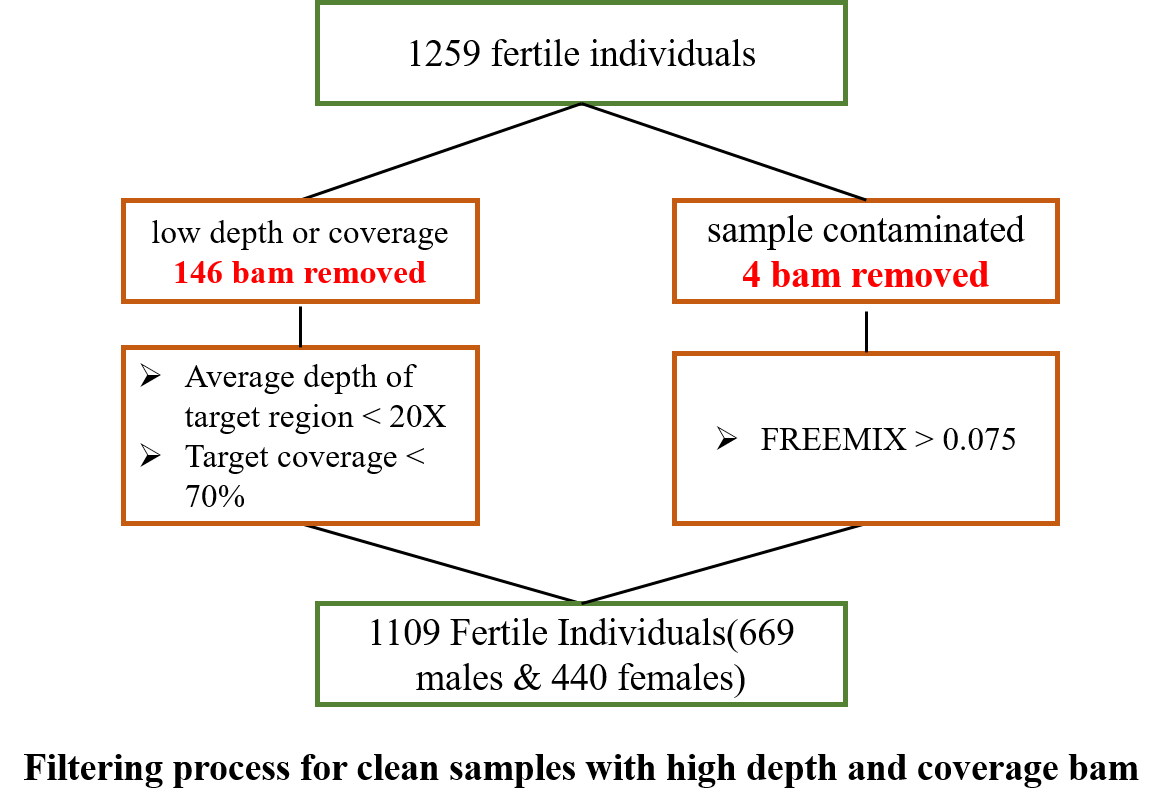 1259 fertile individuals
low depth or coverage
146 bam removed
sample contaminated
4 bam removed
➢ Average depth of
target region < 20X
➢ Target coverage <
70%
➢ FREEMIX > 0.075
1109 Fertile Individuals(669
males & 440 females)
Filtering process for clean samples with high depth and coverage bam